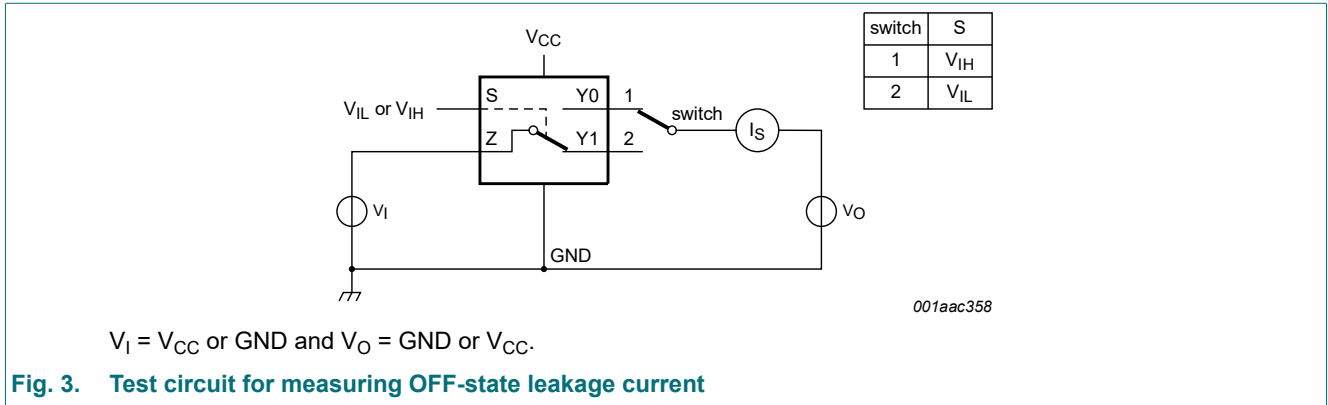 VCC
switch S
1 VIH
2 VIL
S Y0 1 switch
VIL or VIH
IS
Z Y1 2
VI
VO
GND
001aac358
VI = VCC or GND and VO = GND or VCC.
Fig. 3. Test circuit for measuring OFF-state leakage current